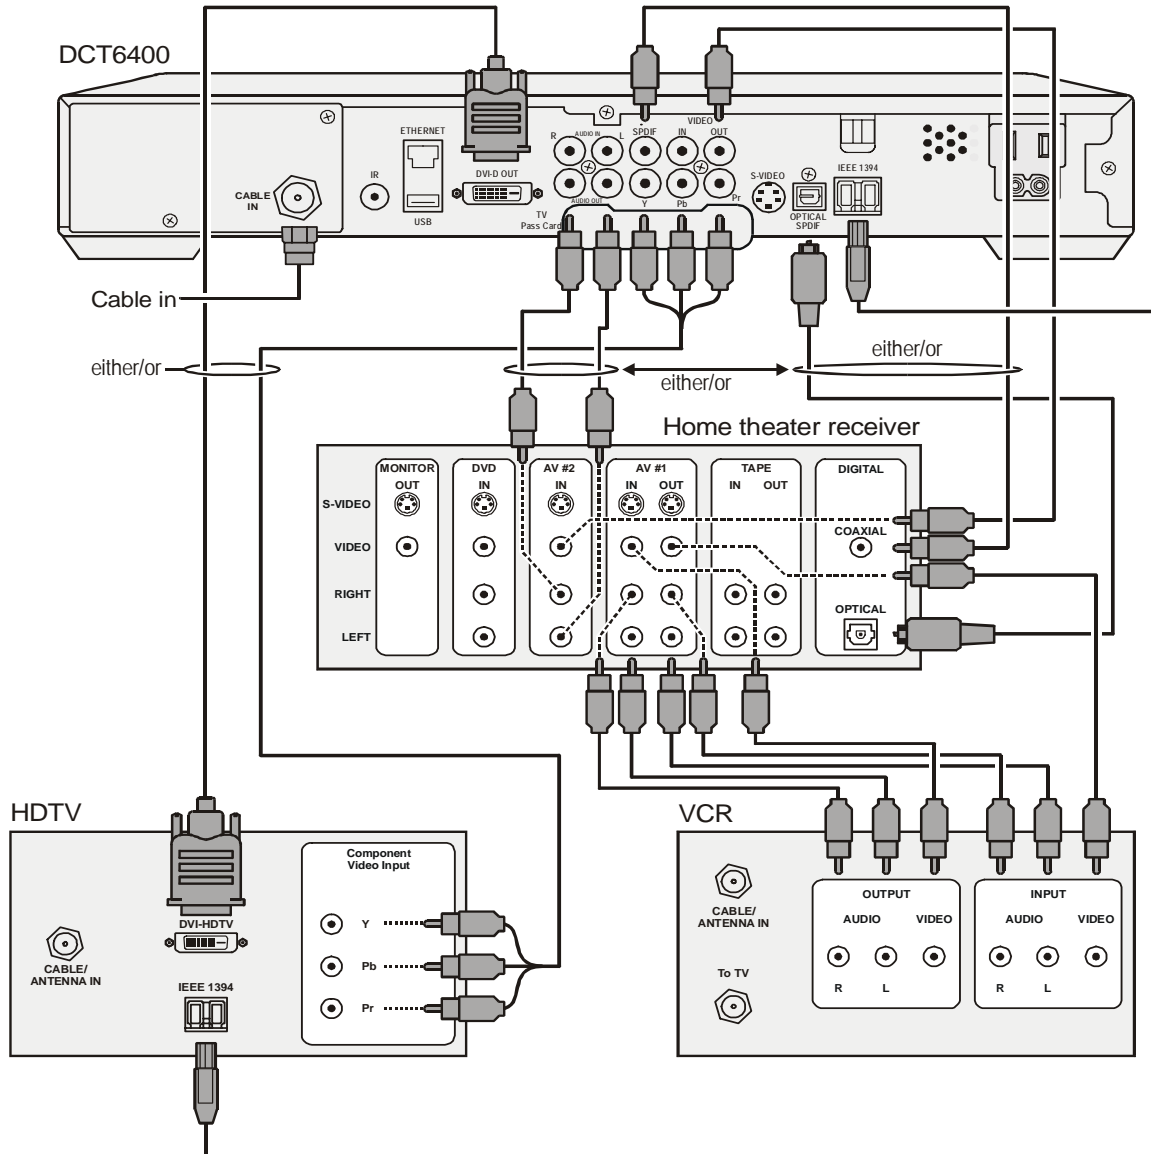 DCT6400
ETHERNET
R AUDIO IN L SPDIF IN VIDEO OUT
IR
CABLE IN
DVI-D OUT
USB
TV Pass Card
AUDIO OUT
Y Pb Pr
S-VIDEO
OPTICAL SPDIF
IEEE 1394
Cable in
either/or
either/or
either/or
Home theater receiver
MONITOR OUT
DVD IN
AV #2 IN
AV #1 IN OUT
TAPE IN OUT
DIGITAL
S-VIDEO
VIDEO
COAXIAL
RIGHT
OPTICAL
LEFT
HDTV
Component
Video Input
DVI-HDTV
Y
CABLE/
ANTENNA IN
Pb
IEEE 1394
Pr
VCR
CABLE/
ANTENNA IN
To TV
OUTPUT
AUDIO VIDEO
R L
INPUT
AUDIO VIDEO
R L